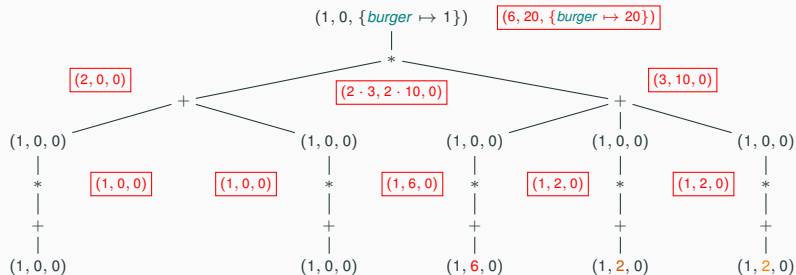 (1, 0, {burger ↦ 1}) (6, 20, {burger ↦ 20})
*
(2, 0, 0) (2 · 3, 2 · 10, 0) (3, 10, 0)
+ +
(1, 0, 0) (1, 0, 0) (1, 0, 0) (1, 0, 0) (1, 0, 0)
* (1, 0, 0) (1, 0, 0) * (1, 6, 0) * (1, 2, 0) * (1, 2, 0) *
+ + + + +
(1, 0, 0) (1, 0, 0) (1, 6, 0) (1, 2, 0) (1, 2, 0)